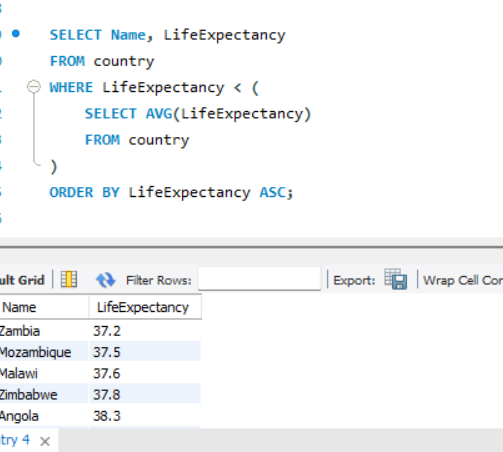 SELECT Name, LifeExpectancy
FROM country
WHERE LifeExpectancy < (
SELECT AVG(LifeExpectancy)
FROM country
)
ORDER BY LifeExpectancy ASC;
ult Grid Filter Rows: Export: Wrap Cell Con
Name LifeExpectancy
Zambia 37.2
Mozambique 37.5
Malawi 37.6
Zimbabwe 37.8
Angola 38.3
try 4 ×